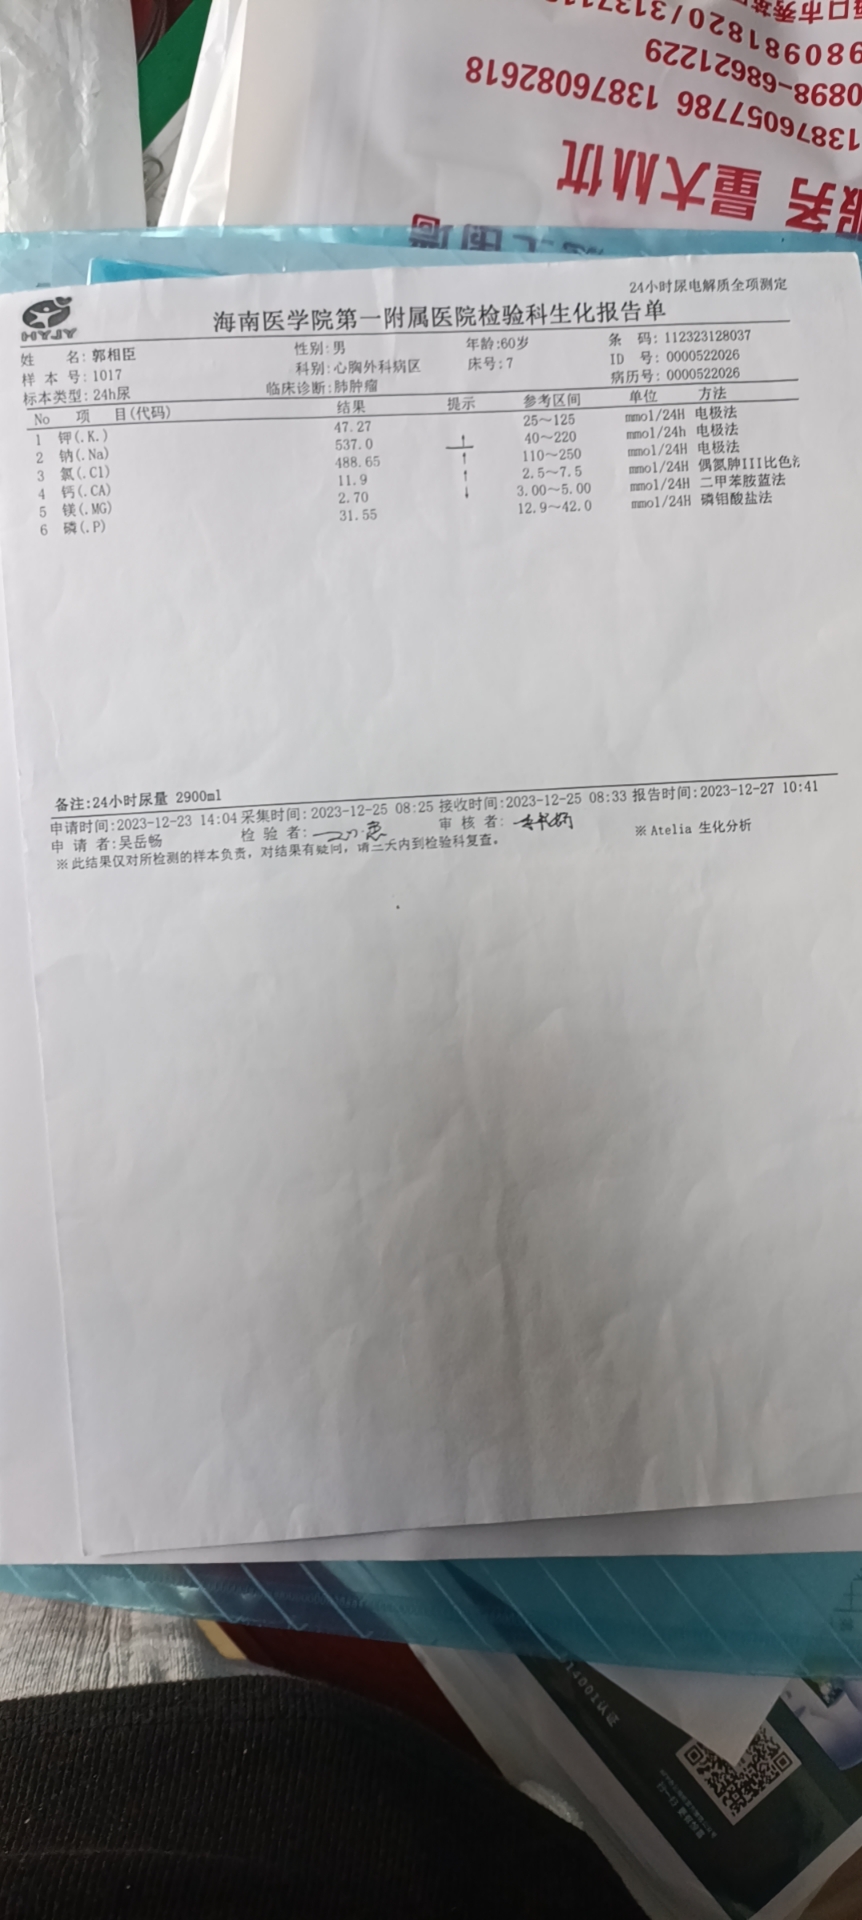 13876057786 13876082618
0898-68621229
服务 量大从优
24小时尿电解质全项测定
HYJY
海南医学院第一附属医院检验科生化报告单
姓 名: 郭相臣 性别: 男 年龄: 60岁 条 码: 112323128037
样 本 号: 1017 科别: 心胸外科病区 床号: 7 ID 号: 0000522026
标本类型: 24h尿 临床诊断: 肺肿瘤 病历号: 0000522026
No 项 目(代码) 结果 提示 参考区间 单位 方法
1 钾(.K.) 47.27 25～125 mmol/24H 电极法
2 钠(.Na) 537.0 ↑ 40～220 mmol/24h 电极法
3 氯(.Cl) 488.65 ↑ 110～250 mmol/24H 电极法
4 钙(.CA) 11.9 ↑ 2.5～7.5 mmol/24H 偶氮胂III比色
5 镁(.MG) 2.70 ↓ 3.00～5.00 mmol/24H 二甲苯胺蓝法
6 磷(.P) 31.55 12.9～42.0 mmol/24H 磷钼酸盐法
备注:24小时尿量 2900ml
申请时间:2023-12-23 14:04 采集时间: 2023-12-25 08:25 接收时间:2023-12-25 08:33 报告时间:2023-12-27 10:41
申 请 者:吴岳畅 检 验 者: 审 核 者: ※ Atelia 生化分析
※ 此结果仅对所检测的样本负责, 对结果有疑问, 请三天内到检验科复查。
14001认证